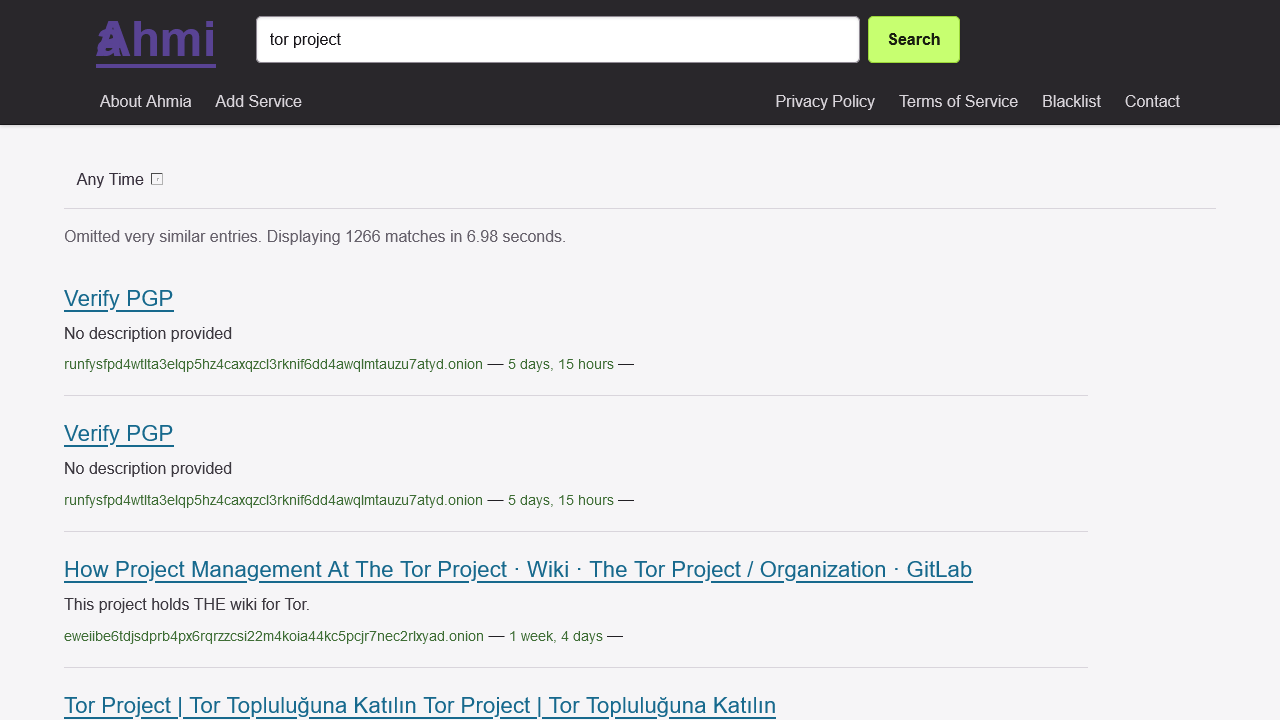 Ahmi
tor project
Search
About Ahmia
Add Service
Privacy Policy
Terms of Service
Blacklist
Contact
Any Time
Omitted very similar entries. Displaying 1266 matches in 6.98 seconds.
Verify PGP
No description provided
runfysfpd4wtlta3elqp5hz4caxqzcl3rknif6dd4awqlmtauzu7atyd.onion — 5 days, 15 hours —
Verify PGP
No description provided
runfysfpd4wtlta3elqp5hz4caxqzcl3rknif6dd4awqlmtauzu7atyd.onion — 5 days, 15 hours —
How Project Management At The Tor Project · Wiki · The Tor Project / Organization · GitLab
This project holds THE wiki for Tor.
eweiibe6tdjsdprb4px6rqrzzcsi22m4koia44kc5pcjr7nec2rlxyad.onion — 1 week, 4 days —
Tor Project | Tor Topluluğuna Katılın Tor Project | Tor Topluluğuna Katılın